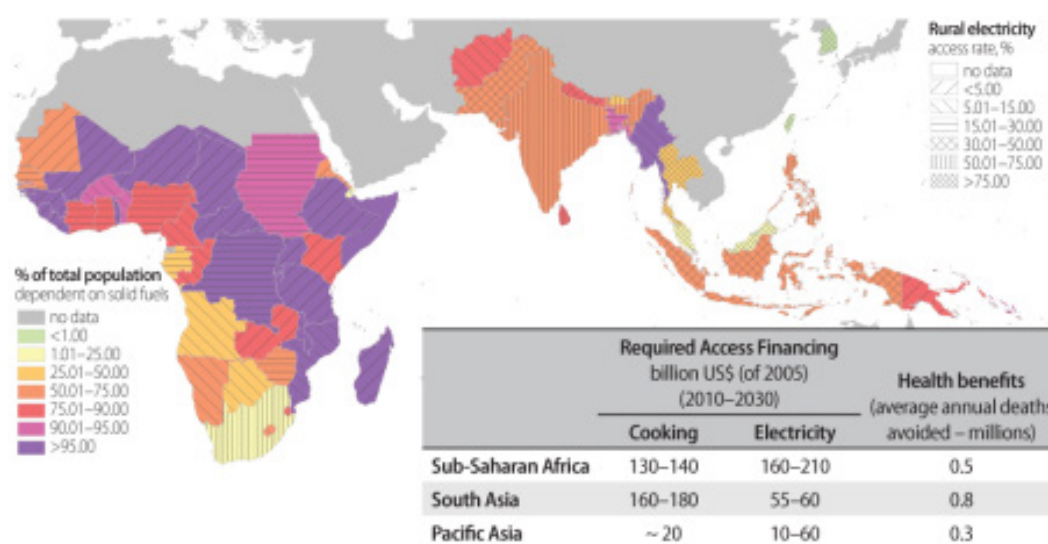 Rural electricity
access rate, %
no data
<5.00
5.01–15.00
15.01–30.00
30.01–50.00
50.01–75.00
>75.00
% of total population
dependent on solid fuels
no data
<1.00
1.01–25.00
25.01–50.00
50.01–75.00
75.01–90.00
90.01–95.00
>95.00
Required Access Financing
billion US$ (of 2005)
(2010–2030)
Health benefits
(average annual deaths
avoided – millions)
Cooking Electricity
Sub-Saharan Africa 130–140 160–210 0.5
South Asia 160–180 55–60 0.8
Pacific Asia ~ 20 10–60 0.3